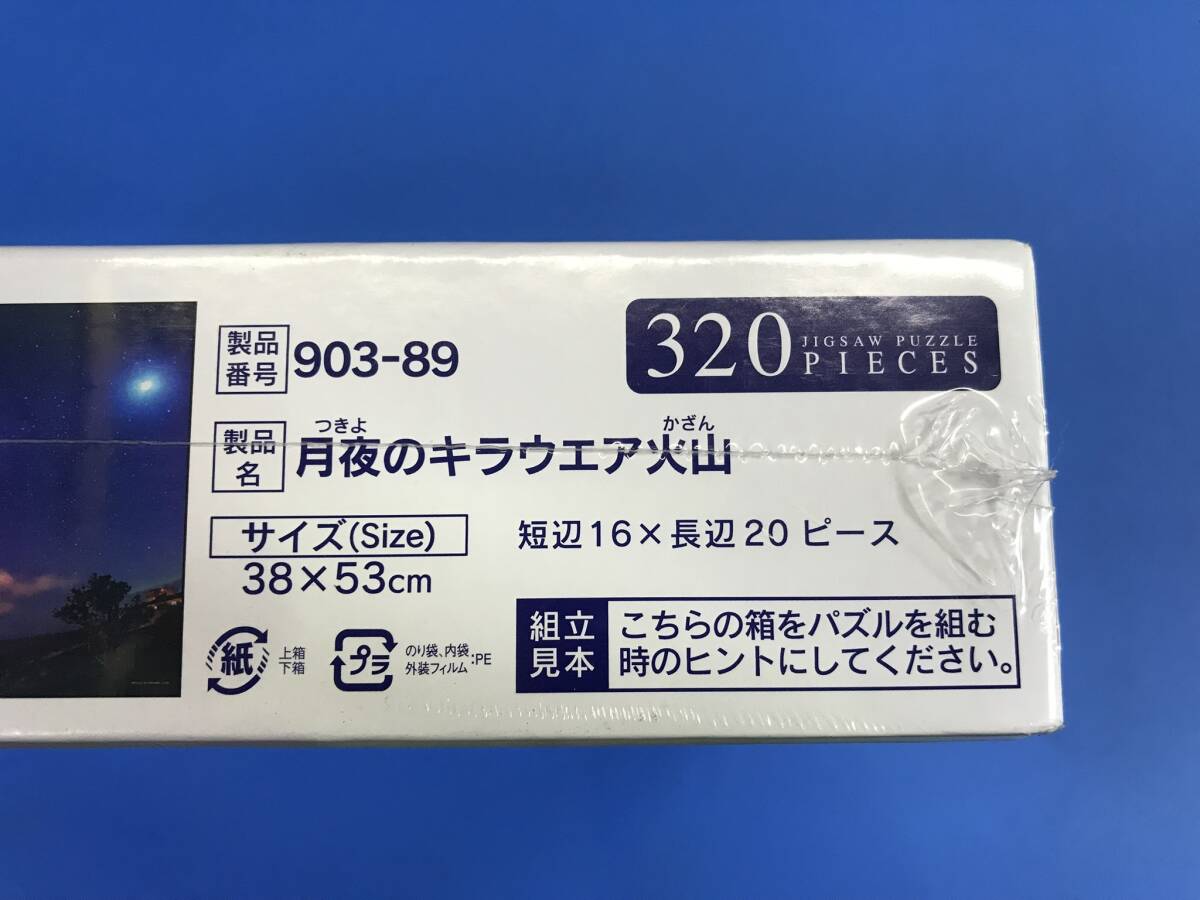 製品
番号
903-89
320
JIGSAW PUZZLE
PIECES
つきよ
かざん
製品
名
月夜のキラウエア火山
サイズ(Size)
38×53cm
短辺16×長辺20ピース
紙
上箱
下箱
プラ
のり袋、内袋
外装フィルム:PE
組立
見本
こちらの箱をパズルを組む
時のヒントにしてください。